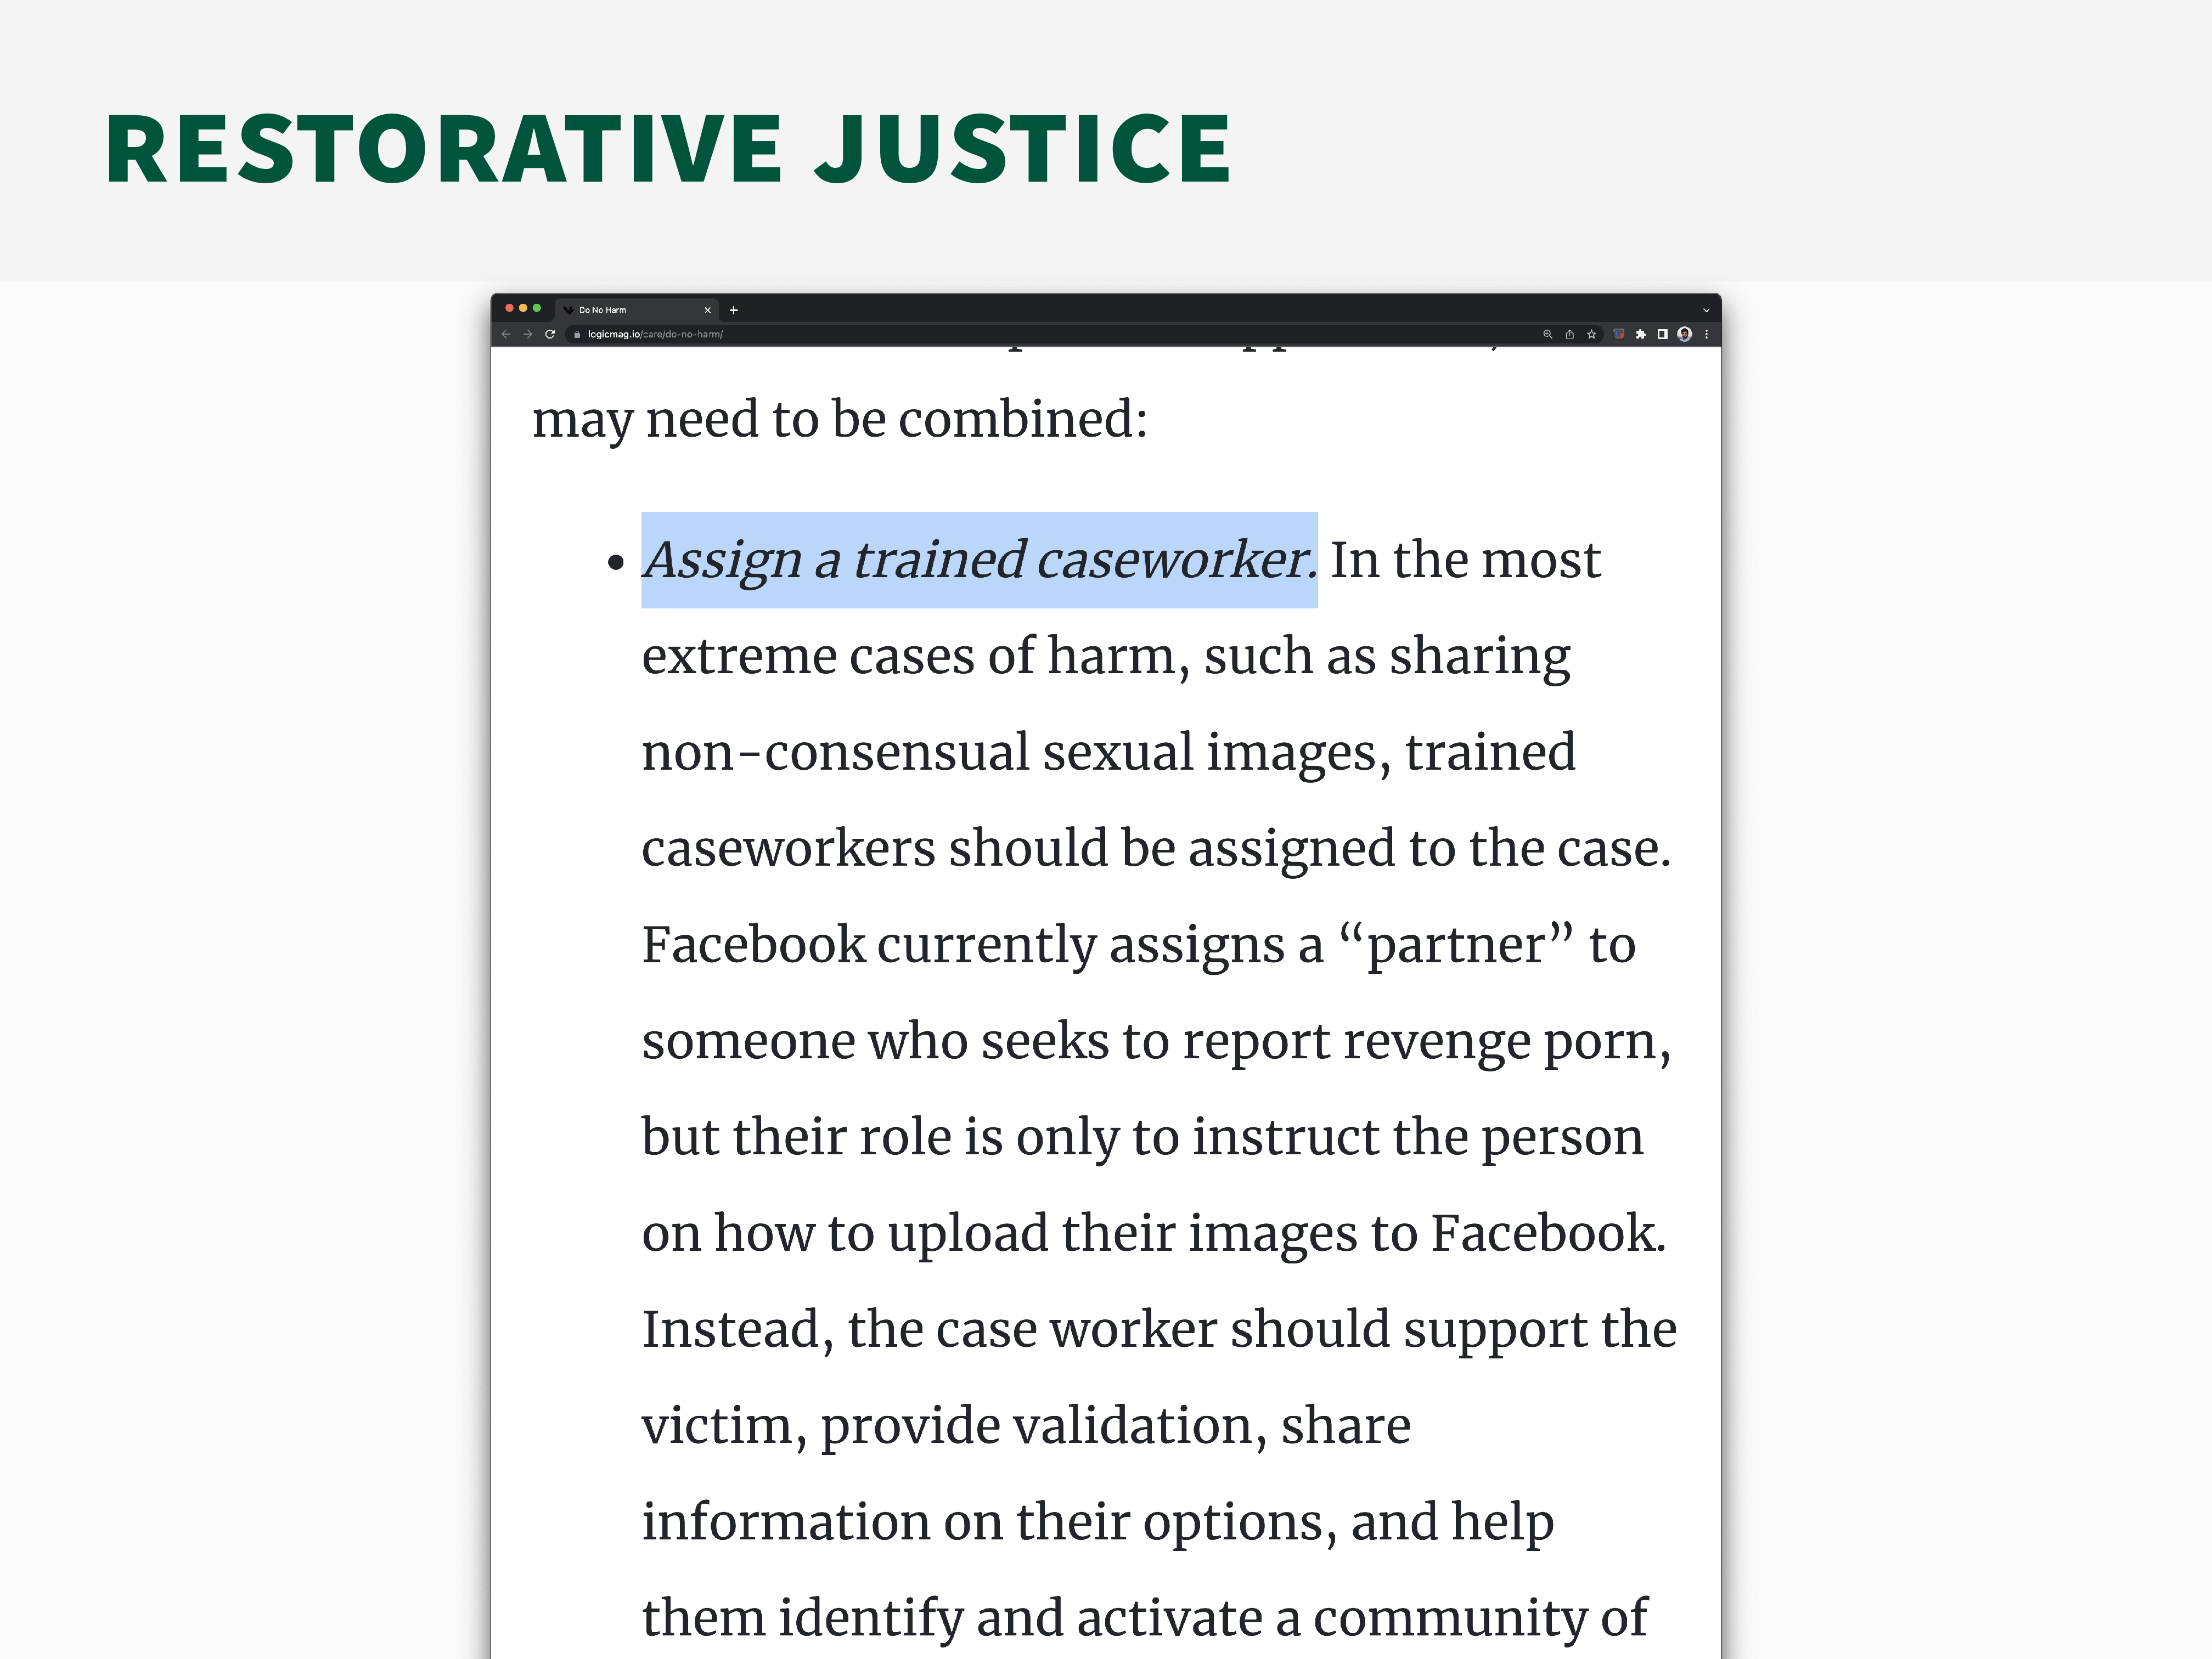 RESTORATIVE JUSTICE
Do No Harm
logicmag.io/care/do-no-harm/
may need to be combined:
• Assign a trained caseworker. In the most
extreme cases of harm, such as sharing
non-consensual sexual images, trained
caseworkers should be assigned to the case.
Facebook currently assigns a “partner” to
someone who seeks to report revenge porn,
but their role is only to instruct the person
on how to upload their images to Facebook.
Instead, the case worker should support the
victim, provide validation, share
information on their options, and help
them identify and activate a community of